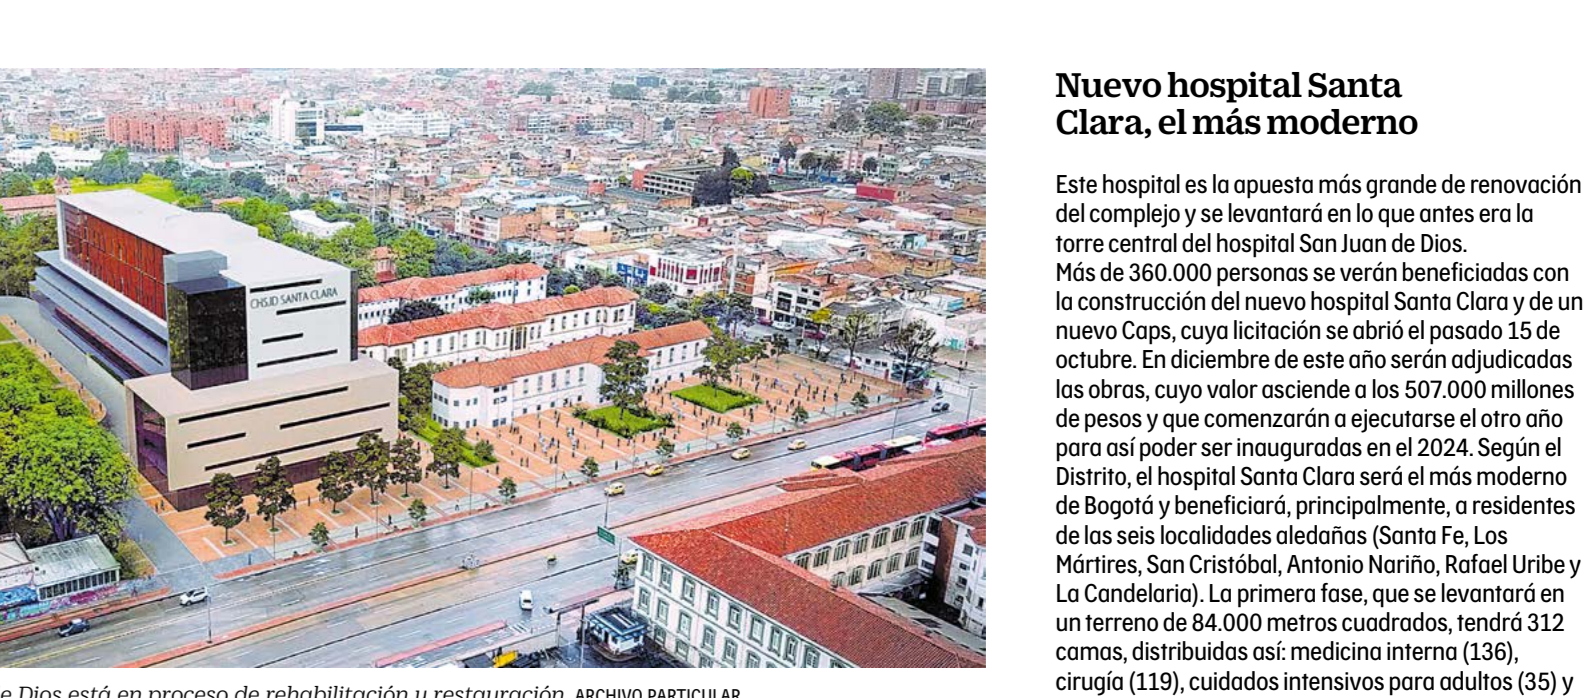 CHSJD SANTA CLARA
e Dios está en proceso de rehabilitación y restauración. ARCHIVO PARTICULAR
Nuevo hospital Santa
Clara, el más moderno
Este hospital es la apuesta más grande de renovación
del complejo y se levantará en lo que antes era la
torre central del hospital San Juan de Dios.
Más de 360.000 personas se verán beneficiadas con
la construcción del nuevo hospital Santa Clara y de un
nuevo Caps, cuya licitación se abrió el pasado 15 de
octubre. En diciembre de este año serán adjudicadas
las obras, cuyo valor asciende a los 507.000 millones
de pesos y que comenzarán a ejecutarse el otro año
para así poder ser inauguradas en el 2024. Según el
Distrito, el hospital Santa Clara será el más moderno
de Bogotá y beneficiará, principalmente, a residentes
de las seis localidades aledañas (Santa Fe, Los
Mártires, San Cristóbal, Antonio Nariño, Rafael Uribe y
La Candelaria). La primera fase, que se levantará en
un terreno de 84.000 metros cuadrados, tendrá 312
camas, distribuidas así: medicina interna (136),
cirugía (119), cuidados intensivos para adultos (35) y